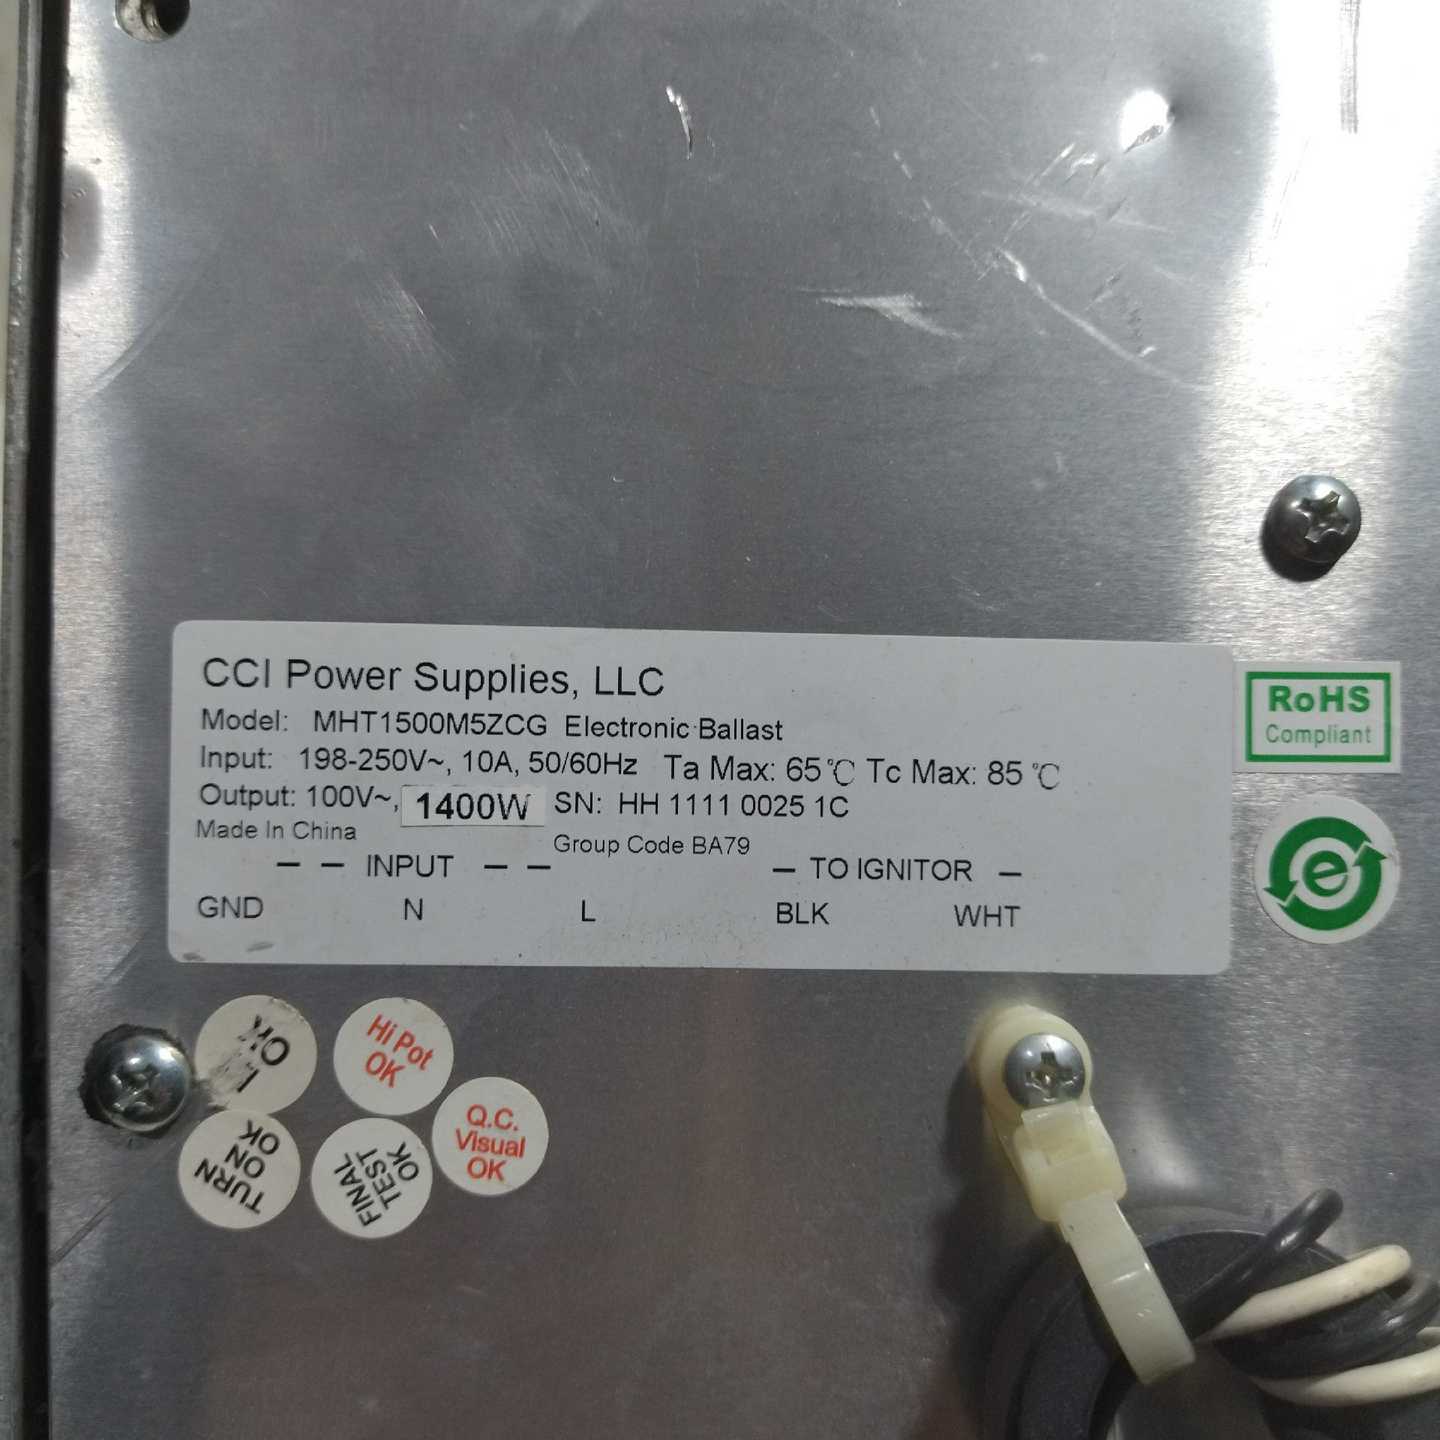 CCI Power Supplies, LLC
Model: MHT1500M5ZCG Electronic Ballast
Input: 198-250V~, 10A, 50/60Hz Ta Max: 65℃ Tc Max: 85℃
Output: 100V~, 1400W SN: HH 1111 0025 1C
Made In China
Group Code BA79
— — INPUT — — — TO IGNITOR —
GND N L BLK WHT
RoHS
Compliant
e
OK
Hi Pot
OK
Q.C.
Visual
OK
TURN
ON
OK
FINAL
TEST
OK